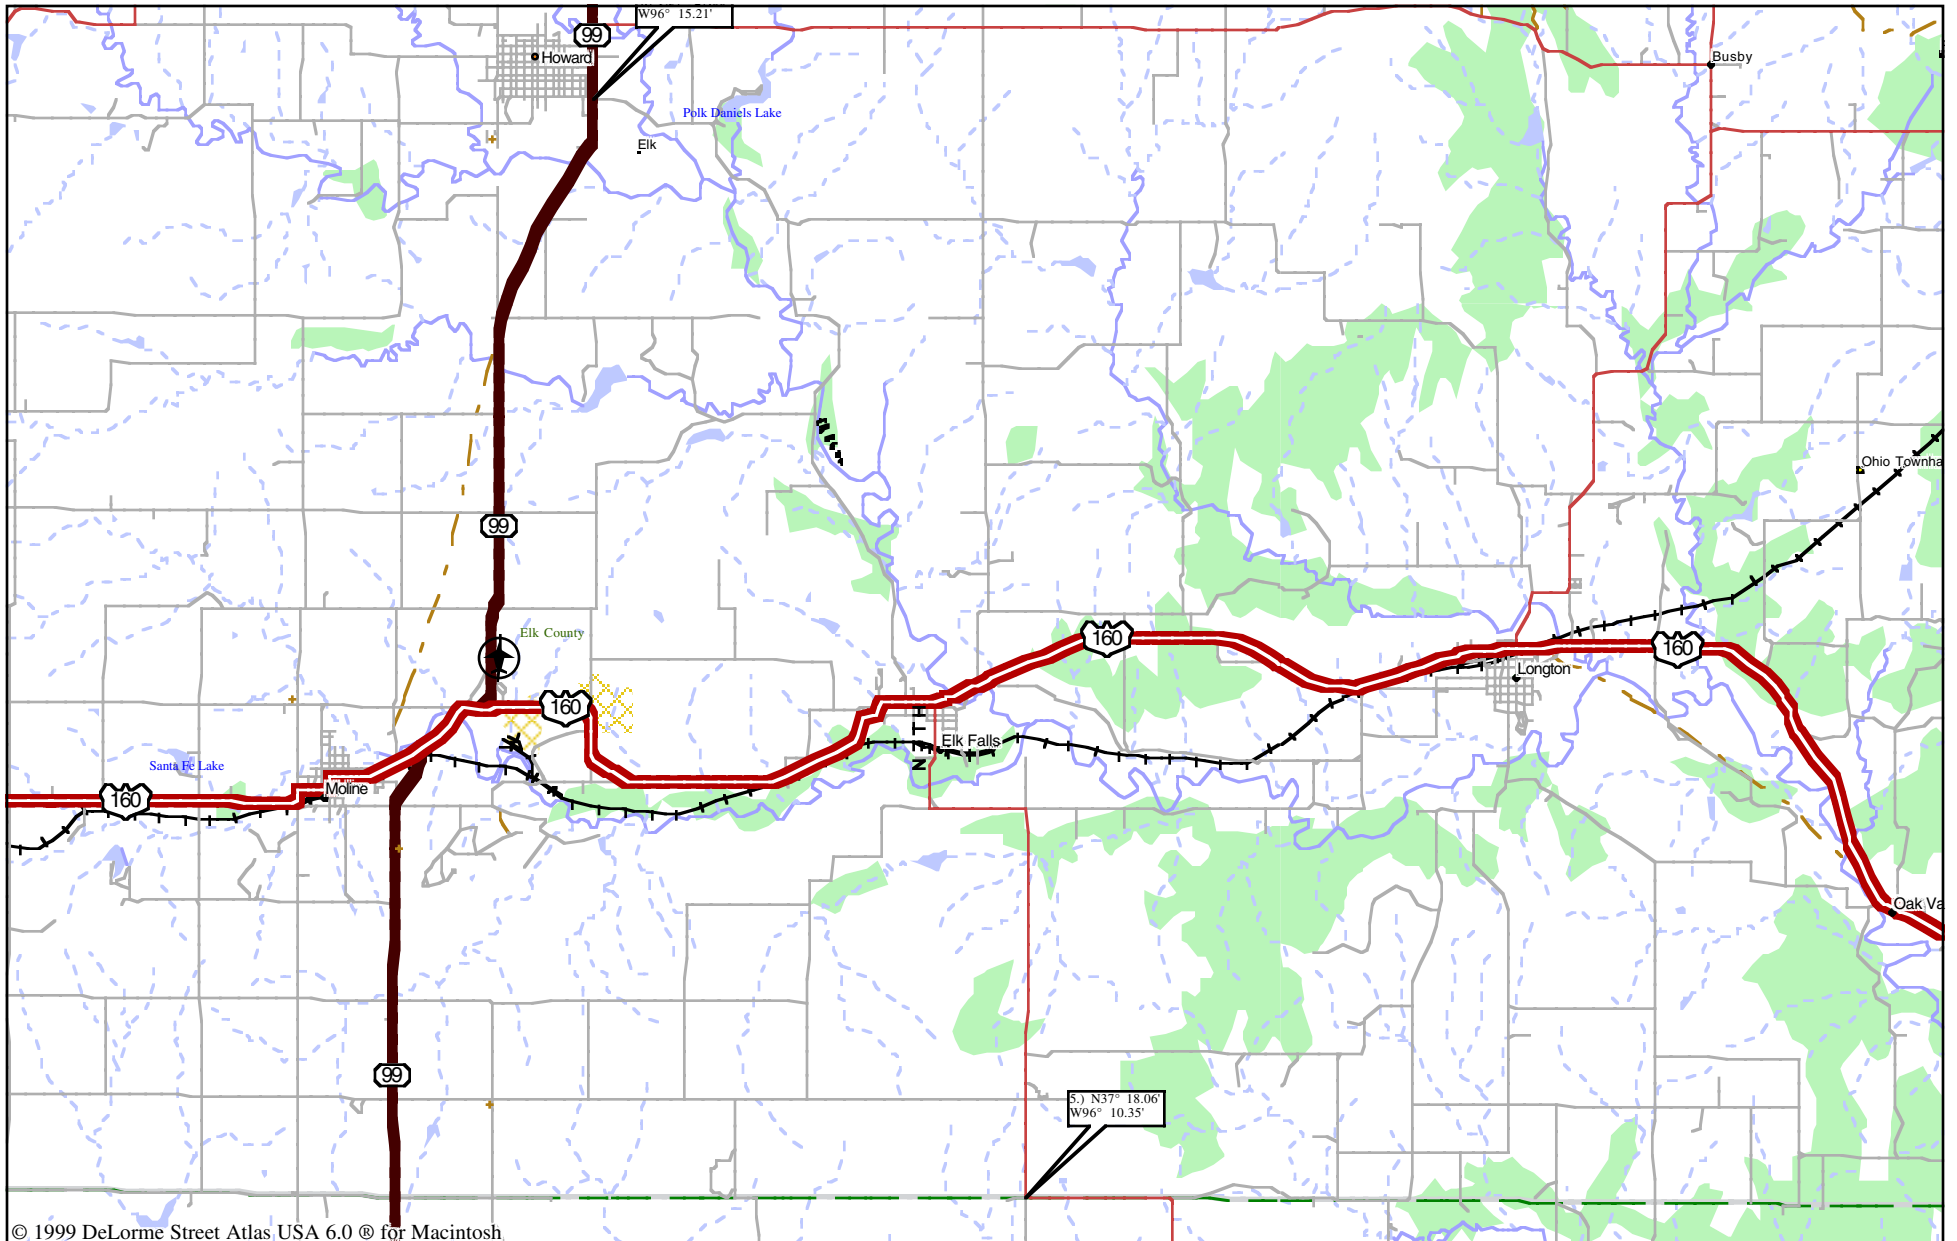 W96° 15.21'
99
Howard
Busby
Polk Daniels Lake
Elk
Ohio Townha
99
Elk County
160
160
Longton
160
N 5TH
Elk Falls
Santa Fe Lake
Moline
160
Oak Va
99
5.) N37° 18.06'
W96° 10.35'
© 1999 DeLorme Street Atlas USA 6.0 ® for Macintosh